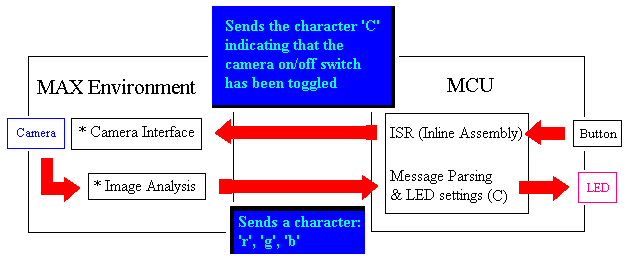 Sends the character 'C'
indicating that the
camera on/off switch
has been toggled
MAX Environment
MCU
Camera
* Camera Interface
ISR (Inline Assembly)
Button
* Image Analysis
Message Parsing
& LED settings (C)
LED
Sends a character:
'r', 'g', 'b'